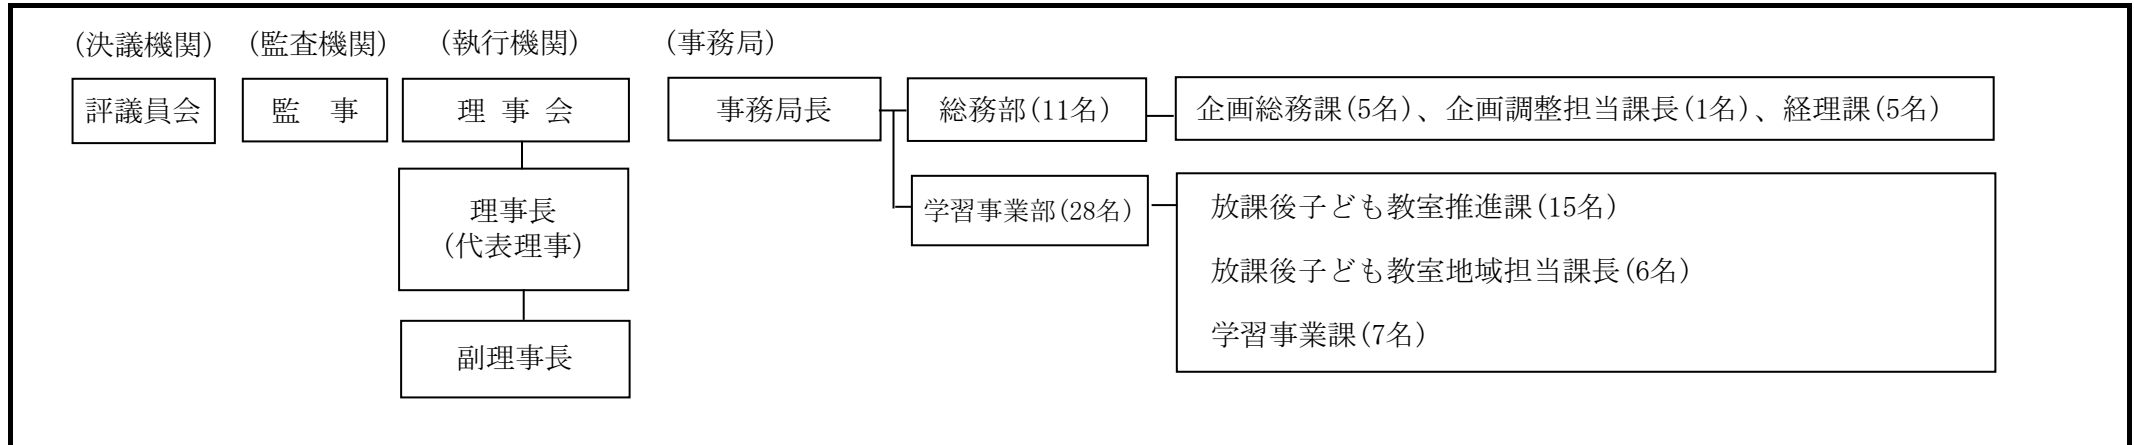 (決議機関) (監査機関) (執行機関) (事務局)
評議員会 監 事 理 事 会 事務局長 総務部(11名) 企画総務課(5名)、企画調整担当課長(1名)、経理課(5名)
理事長
(代表理事)
副理事長
学習事業部(28名)
放課後子ども教室推進課(15名)
放課後子ども教室地域担当課長(6名)
学習事業課(7名)